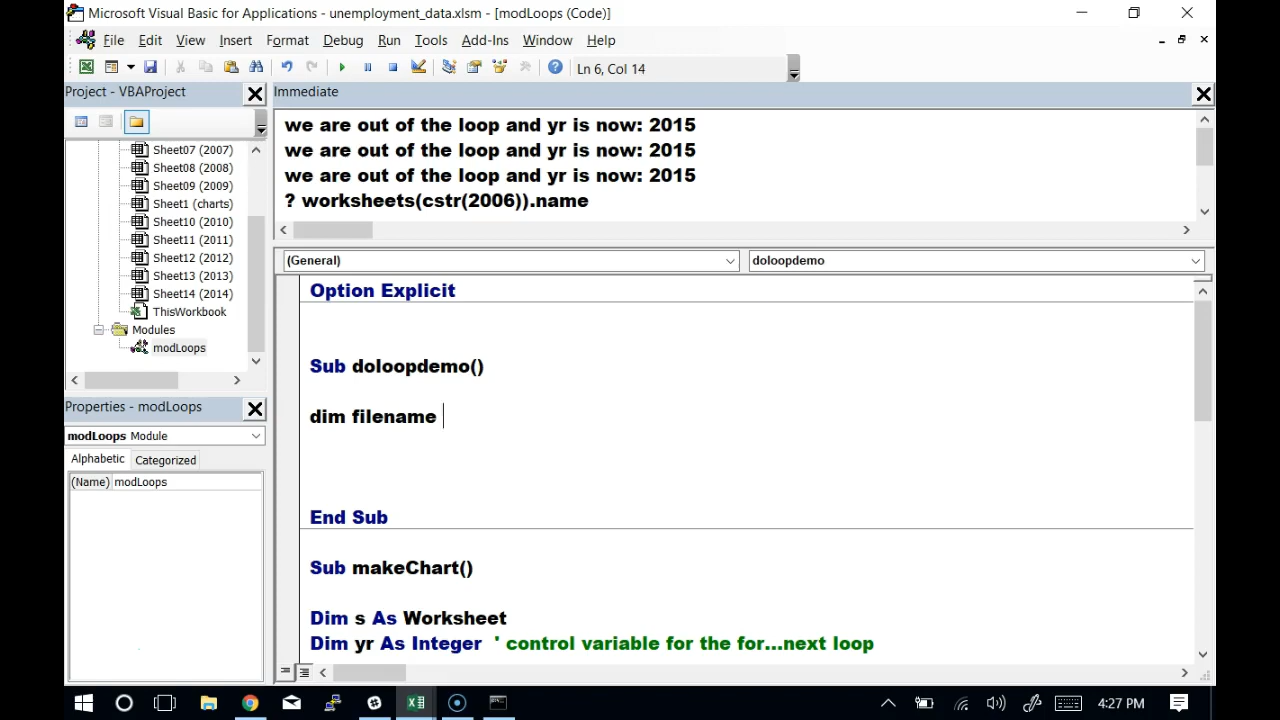 Microsoft Visual Basic for Applications - unemployment_data.xlsm - [modLoops (Code)]
File Edit View Insert Format Debug Run Tools Add-Ins Window Help
Ln 6, Col 14
Project - VBAProject
Sheet07 (2007)
Sheet08 (2008)
Sheet09 (2009)
Sheet1 (charts)
Sheet10 (2010)
Sheet11 (2011)
Sheet12 (2012)
Sheet13 (2013)
Sheet14 (2014)
ThisWorkbook
Modules
modLoops
Properties - modLoops
modLoops Module
Alphabetic Categorized
(Name) modLoops
Immediate
we are out of the loop and yr is now: 2015
we are out of the loop and yr is now: 2015
we are out of the loop and yr is now: 2015
? worksheets(cstr(2006)).name
(General) doloopdemo
Option Explicit
Sub doloopdemo()
dim filename
End Sub
Sub makeChart()
Dim s As Worksheet
Dim yr As Integer ' control variable for the for...next loop
4:27 PM